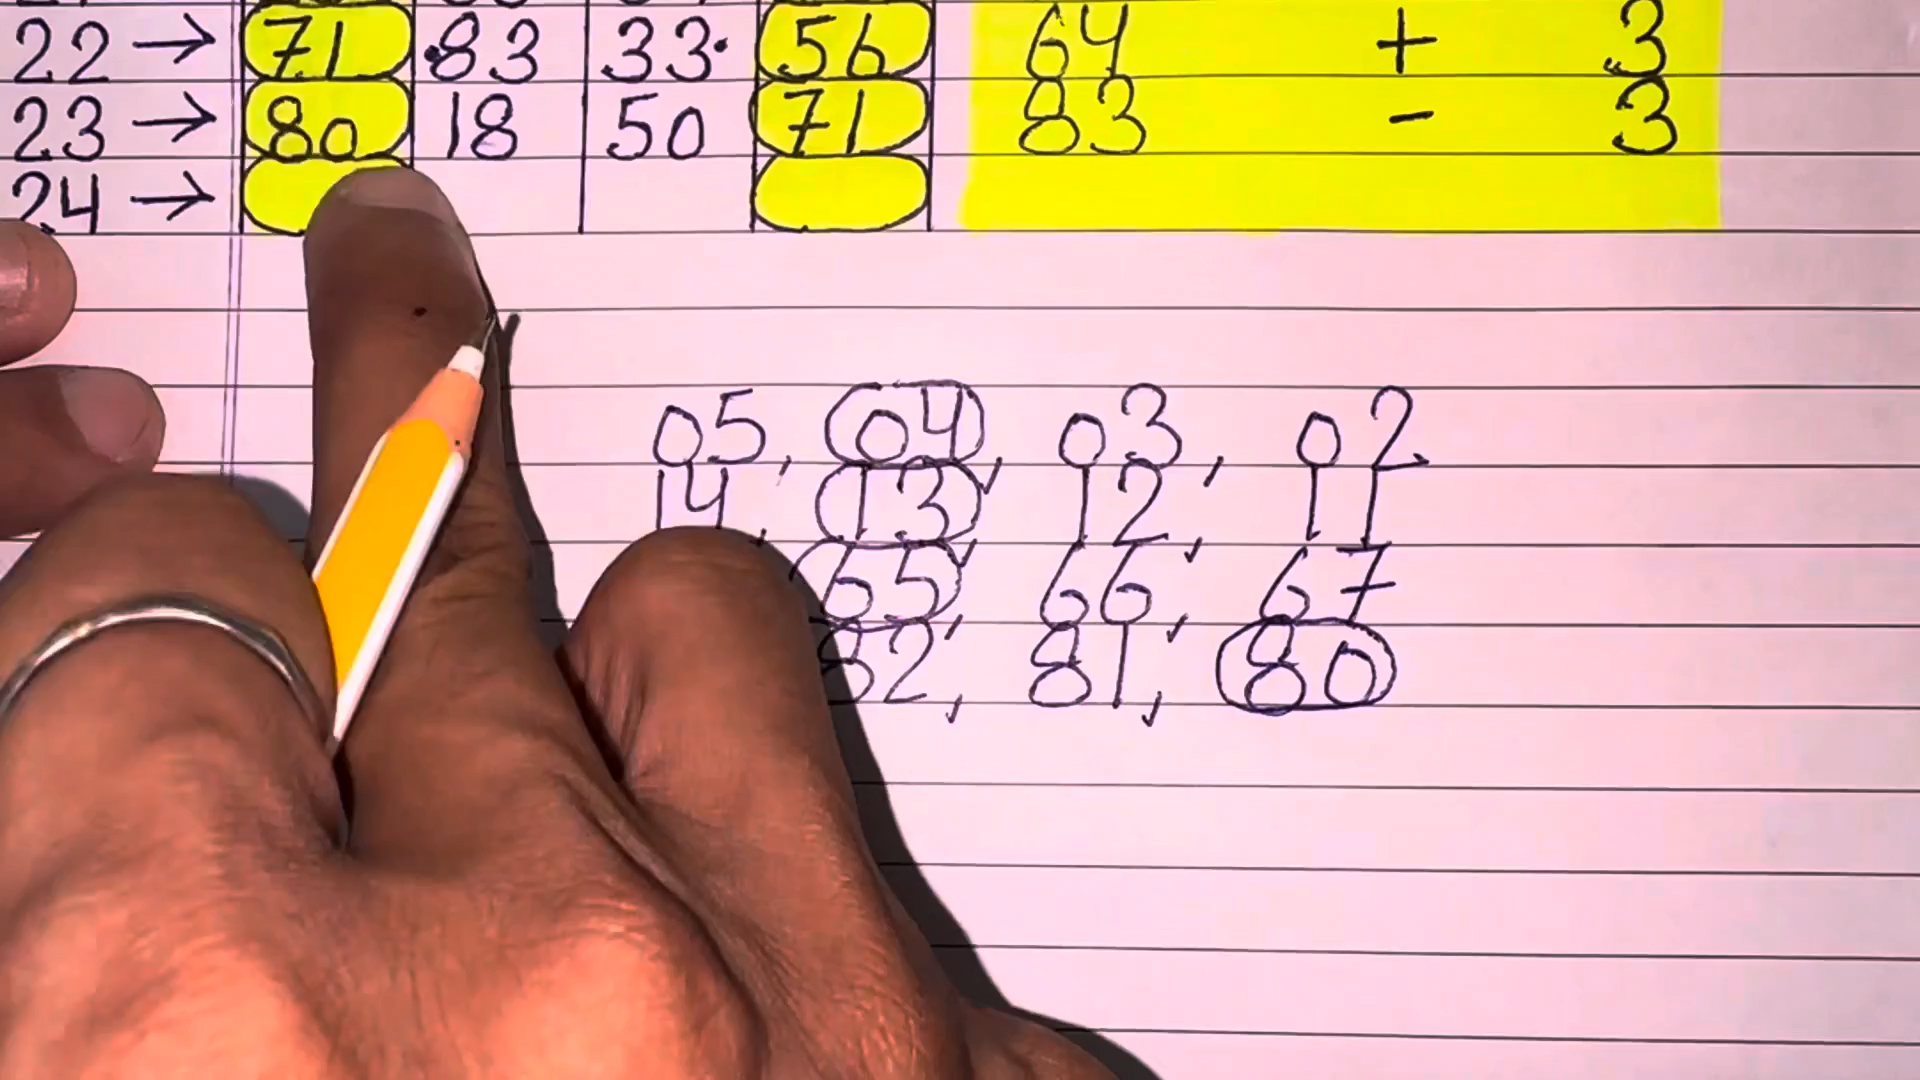 22 → 71 83 33 56 64 + 3
23 → 80 18 50 71 83 - 3
24 →
05, 04, 03, 02
14, 13, 12, 11
65, 66, 67
82, 81, 80